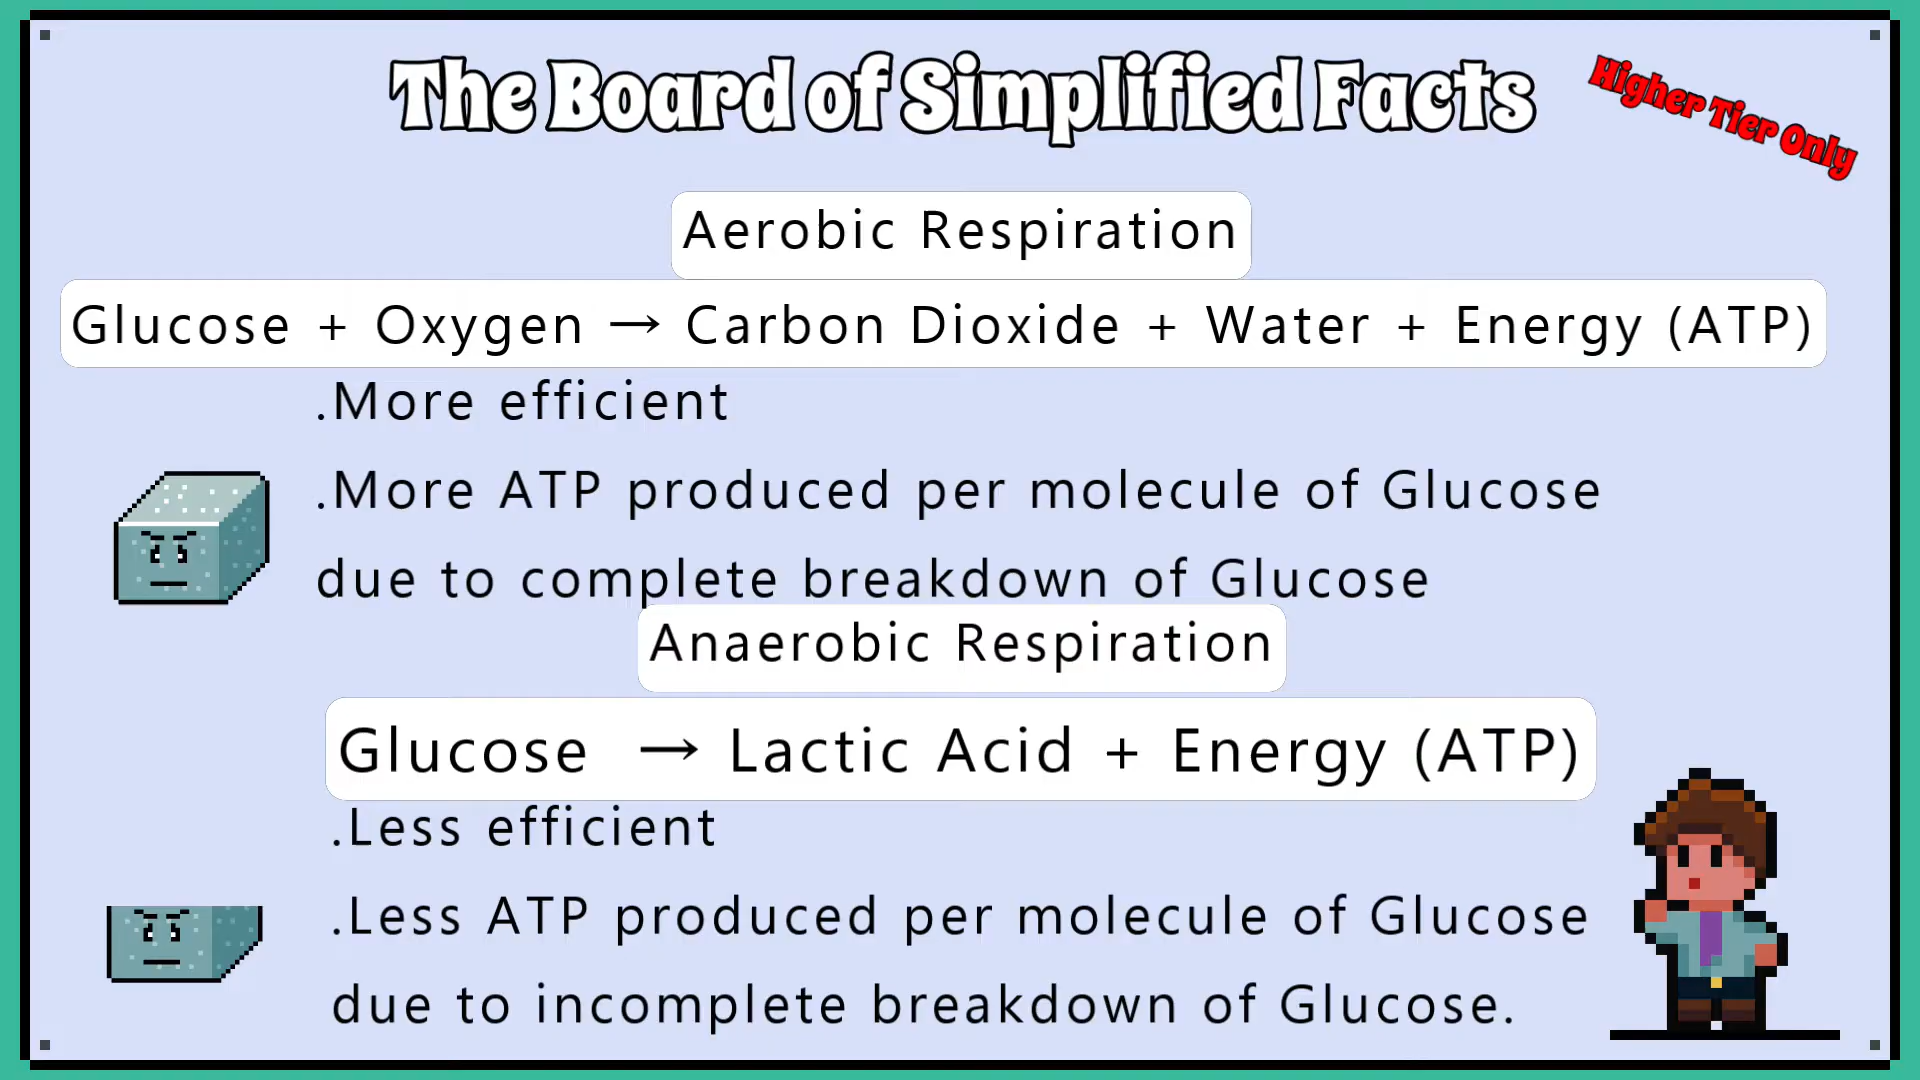 The Board of Simplified Facts
Higher Tier Only
Aerobic Respiration
Glucose + Oxygen → Carbon Dioxide + Water + Energy (ATP)
.More efficient
.More ATP produced per molecule of Glucose
due to complete breakdown of Glucose
Anaerobic Respiration
Glucose → Lactic Acid + Energy (ATP)
.Less efficient
.Less ATP produced per molecule of Glucose
due to incomplete breakdown of Glucose.